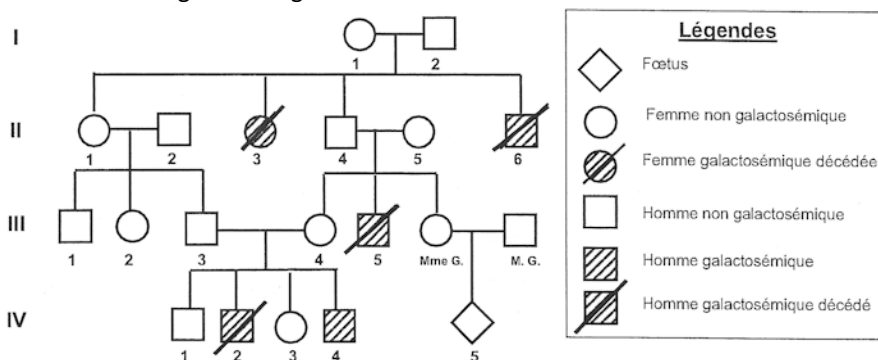 I
1 2
II
1 2 3 4 5 6
III
1 2 3 4 5 Mme G. M. G.
IV
1 2 3 4 5
Légendes
Fœtus
Femme non galactosémique
Femme galactosémique décédée
Homme non galactosémique
Homme galactosémique
Homme galactosémique décédé